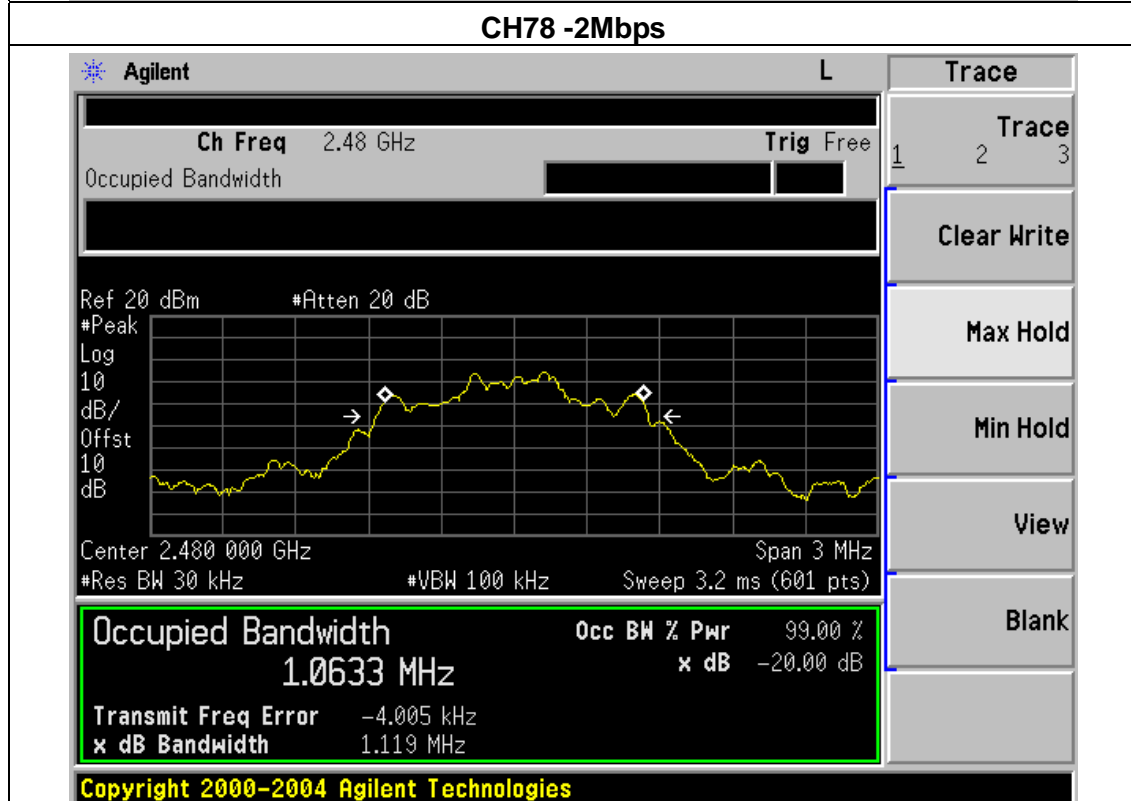 CH78 -2Mbps
Agilent L Trace
Ch Freq 2.48 GHz Trig Free
Occupied Bandwidth
Trace
1 2 3
Clear Write
Max Hold
Min Hold
View
Blank
Ref 20 dBm #Atten 20 dB
#Peak
Log
10
dB/
Offst
10
dB
Center 2.480 000 GHz Span 3 MHz
#Res BW 30 kHz #VBW 100 kHz Sweep 3.2 ms (601 pts)
Occupied Bandwidth Occ BW % Pwr 99.00 %
1.0633 MHz x dB -20.00 dB
Transmit Freq Error -4.005 kHz
x dB Bandwidth 1.119 MHz
Copyright 2000-2004 Agilent Technologies